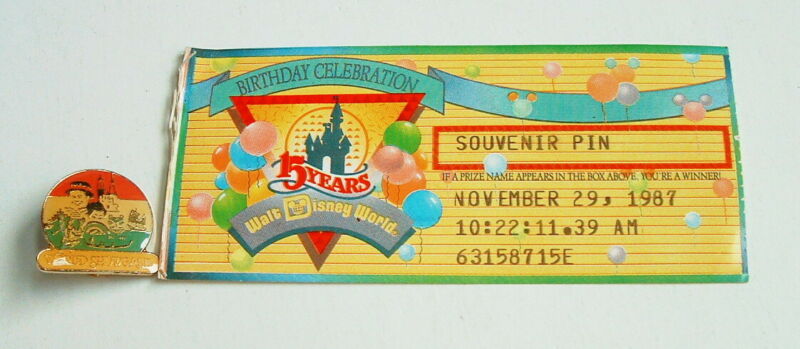 BIRTHDAY CELEBRATION
15 YEARS
Walt Disney World®
SOUVENIR PIN
IF A PRIZE NAME APPEARS IN THE BOX ABOVE, YOU'RE A WINNER!
NOVEMBER 29, 1987
10:22:11.39 AM
63158715E